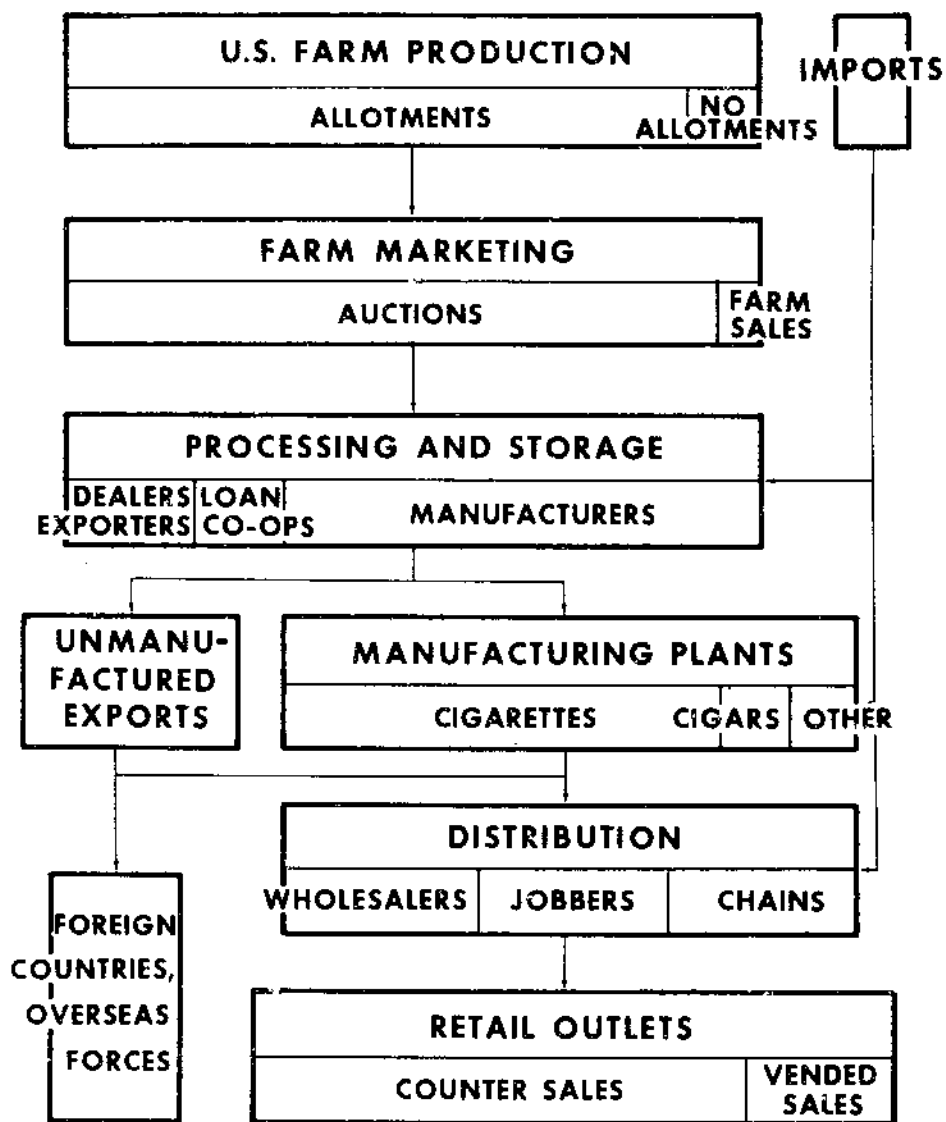 U.S. FARM PRODUCTION
IMPORTS
ALLOTMENTS
NO
ALLOTMENTS
FARM MARKETING
AUCTIONS
FARM
SALES
PROCESSING AND STORAGE
DEALERS
EXPORTERS
LOAN
CO-OPS
MANUFACTURERS
UNMANU-
FACTURED
EXPORTS
MANUFACTURING PLANTS
CIGARETTES
CIGARS
OTHER
DISTRIBUTION
WHOLESALERS
JOBBERS
CHAINS
FOREIGN
COUNTRIES,
OVERSEAS
FORCES
RETAIL OUTLETS
COUNTER SALES
VENDED
SALES